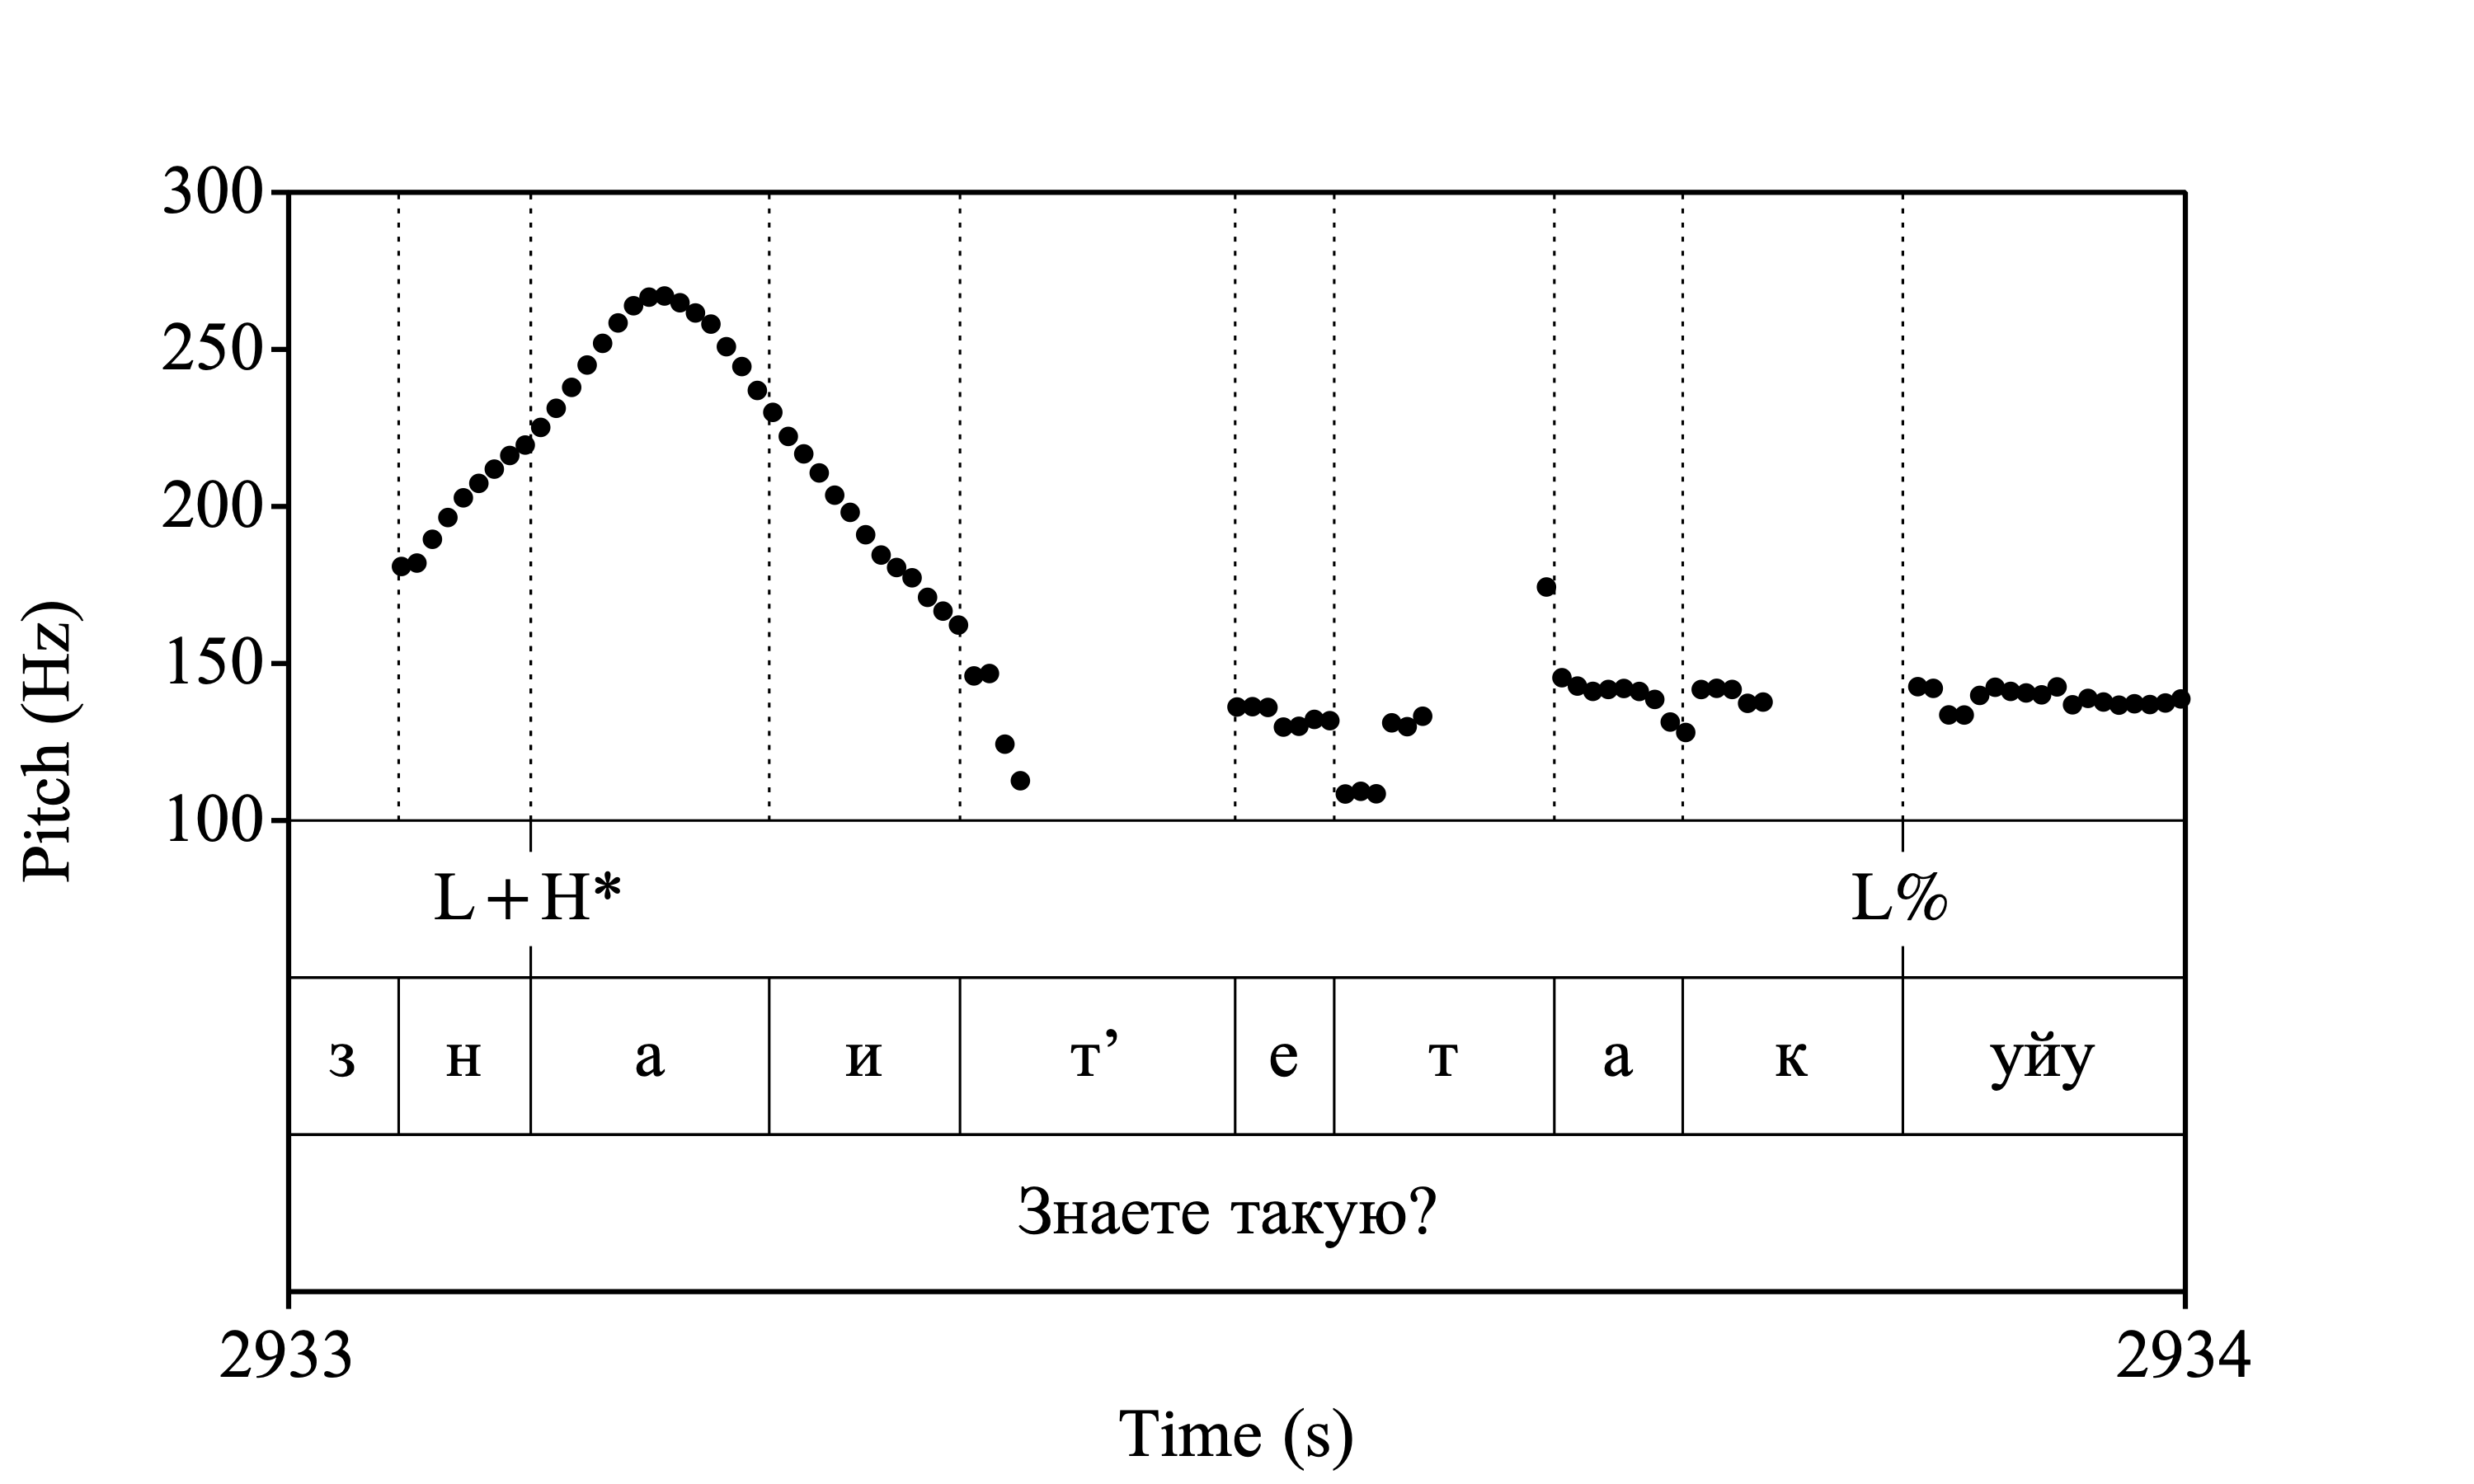 300
250
200
150
100
Pitch (Hz)
L+H* L%
з н а и т’ е т а к уйу
Знаете такую?
2933 2934
Time (s)